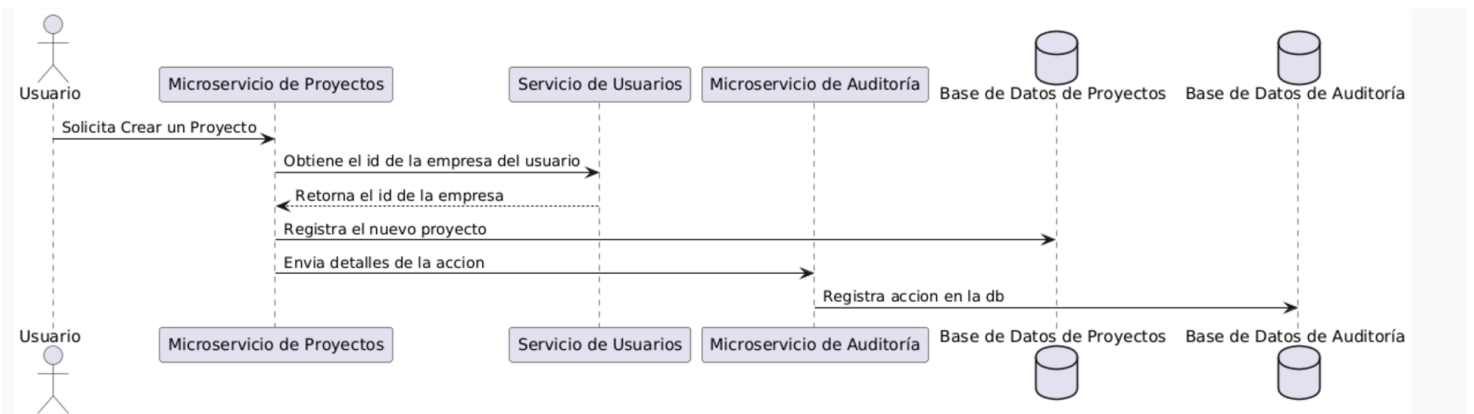 Usuario
Microservicio de Proyectos
Servicio de Usuarios
Microservicio de Auditoría
Base de Datos de Proyectos
Base de Datos de Auditoría
Solicita Crear un Proyecto
Obtiene el id de la empresa del usuario
Retorna el id de la empresa
Registra el nuevo proyecto
Envia detalles de la accion
Registra accion en la db
Usuario
Microservicio de Proyectos
Servicio de Usuarios
Microservicio de Auditoría
Base de Datos de Proyectos
Base de Datos de Auditoría